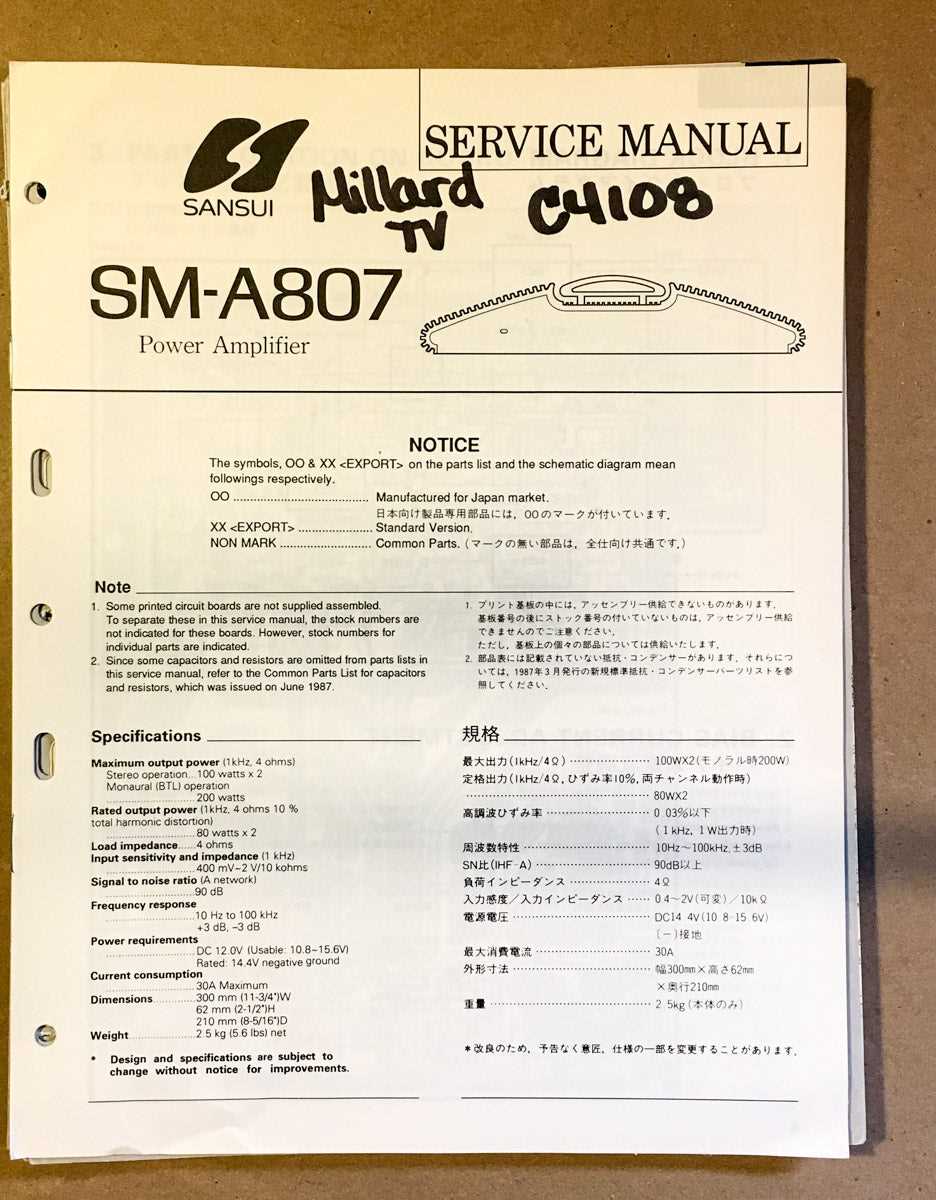 SERVICE MANUAL
SANSUI
Millard
TV
C4108
SM-A807
Power Amplifier
NOTICE
The symbols, OO & XX <EXPORT> on the parts list and the schematic diagram mean
followings respectively.
OO ........................................ Manufactured for Japan market.
日本向け製品専用部品には，OOのマークが付いています．
XX <EXPORT> ...................... Standard Version.
NON MARK ........................... Common Parts. (マークの無い部品は，全仕向け共通です．)
Note
1. Some printed circuit boards are not supplied assembled.
To separate these in this service manual, the stock numbers are
not indicated for these boards. However, stock numbers for
individual parts are indicated.
2. Since some capacitors and resistors are omitted from parts lists in
this service manual, refer to the Common Parts List for capacitors
and resistors, which was issued on June 1987.
1. プリント基板の中には，アッセンブリー供給できないものがあります．
基板番号の後にストック番号の付いていないものは，アッセンブリー供給
できませんのでご注意ください．
ただし，基板上の個々の部品については供給いたします．
2. 部品表には記載されていない抵抗・コンデンサーがあります．それらにつ
いては，1987年3月発行の新規標準抵抗・コンデンサーパーツリストを参
照してください．
Specifications
Maximum output power (1kHz, 4 ohms)
Stereo operation...100 watts x 2
Monaural (BTL) operation
............................200 watts
Rated output power (1kHz, 4 ohms 10 %
total harmonic distortion)
............................80 watts x 2
Load impedance.....4 ohms
Input sensitivity and impedance (1 kHz)
............................400 mV~2 V/10 kohms
Signal to noise ratio (A network)
............................90 dB
Frequency response
............................10 Hz to 100 kHz
+3 dB, −3 dB
Power requirements
............................DC 12.0V (Usable: 10.8~15.6V)
Rated: 14.4V negative ground
Current consumption
............................30A Maximum
Dimensions.............300 mm (11-3/4")W
62 mm (2-1/2")H
210 mm (8-5/16")D
Weight....................2.5 kg (5.6 lbs) net
* Design and specifications are subject to
change without notice for improvements.
規格
最大出力(1kHz/4Ω) ………………… 100WX2(モノラル時200W)
定格出力(1kHz/4Ω，ひずみ率10%，両チャンネル動作時)
…………………………………………80WX2
高調波ひずみ率 ……………………… 0.03%以下
(1kHz，1W出力時)
周波数特性 …………………………… 10Hz～100kHz，±3dB
SN比(IHF-A) ………………………… 90dB以上
負荷インピーダンス ………………… 4Ω
入力感度／入力インピーダンス …… 0.4～2V(可変)／10kΩ
電源電圧 ……………………………… DC14.4V(10.8-15.6V)
(－)接地
最大消費電流 ………………………… 30A
外形寸法 ……………………………… 幅300mm×高さ62mm
×奥行210mm
重量 …………………………………… 2.5kg(本体のみ)
＊改良のため，予告なく意匠，仕様の一部を変更することがあります．